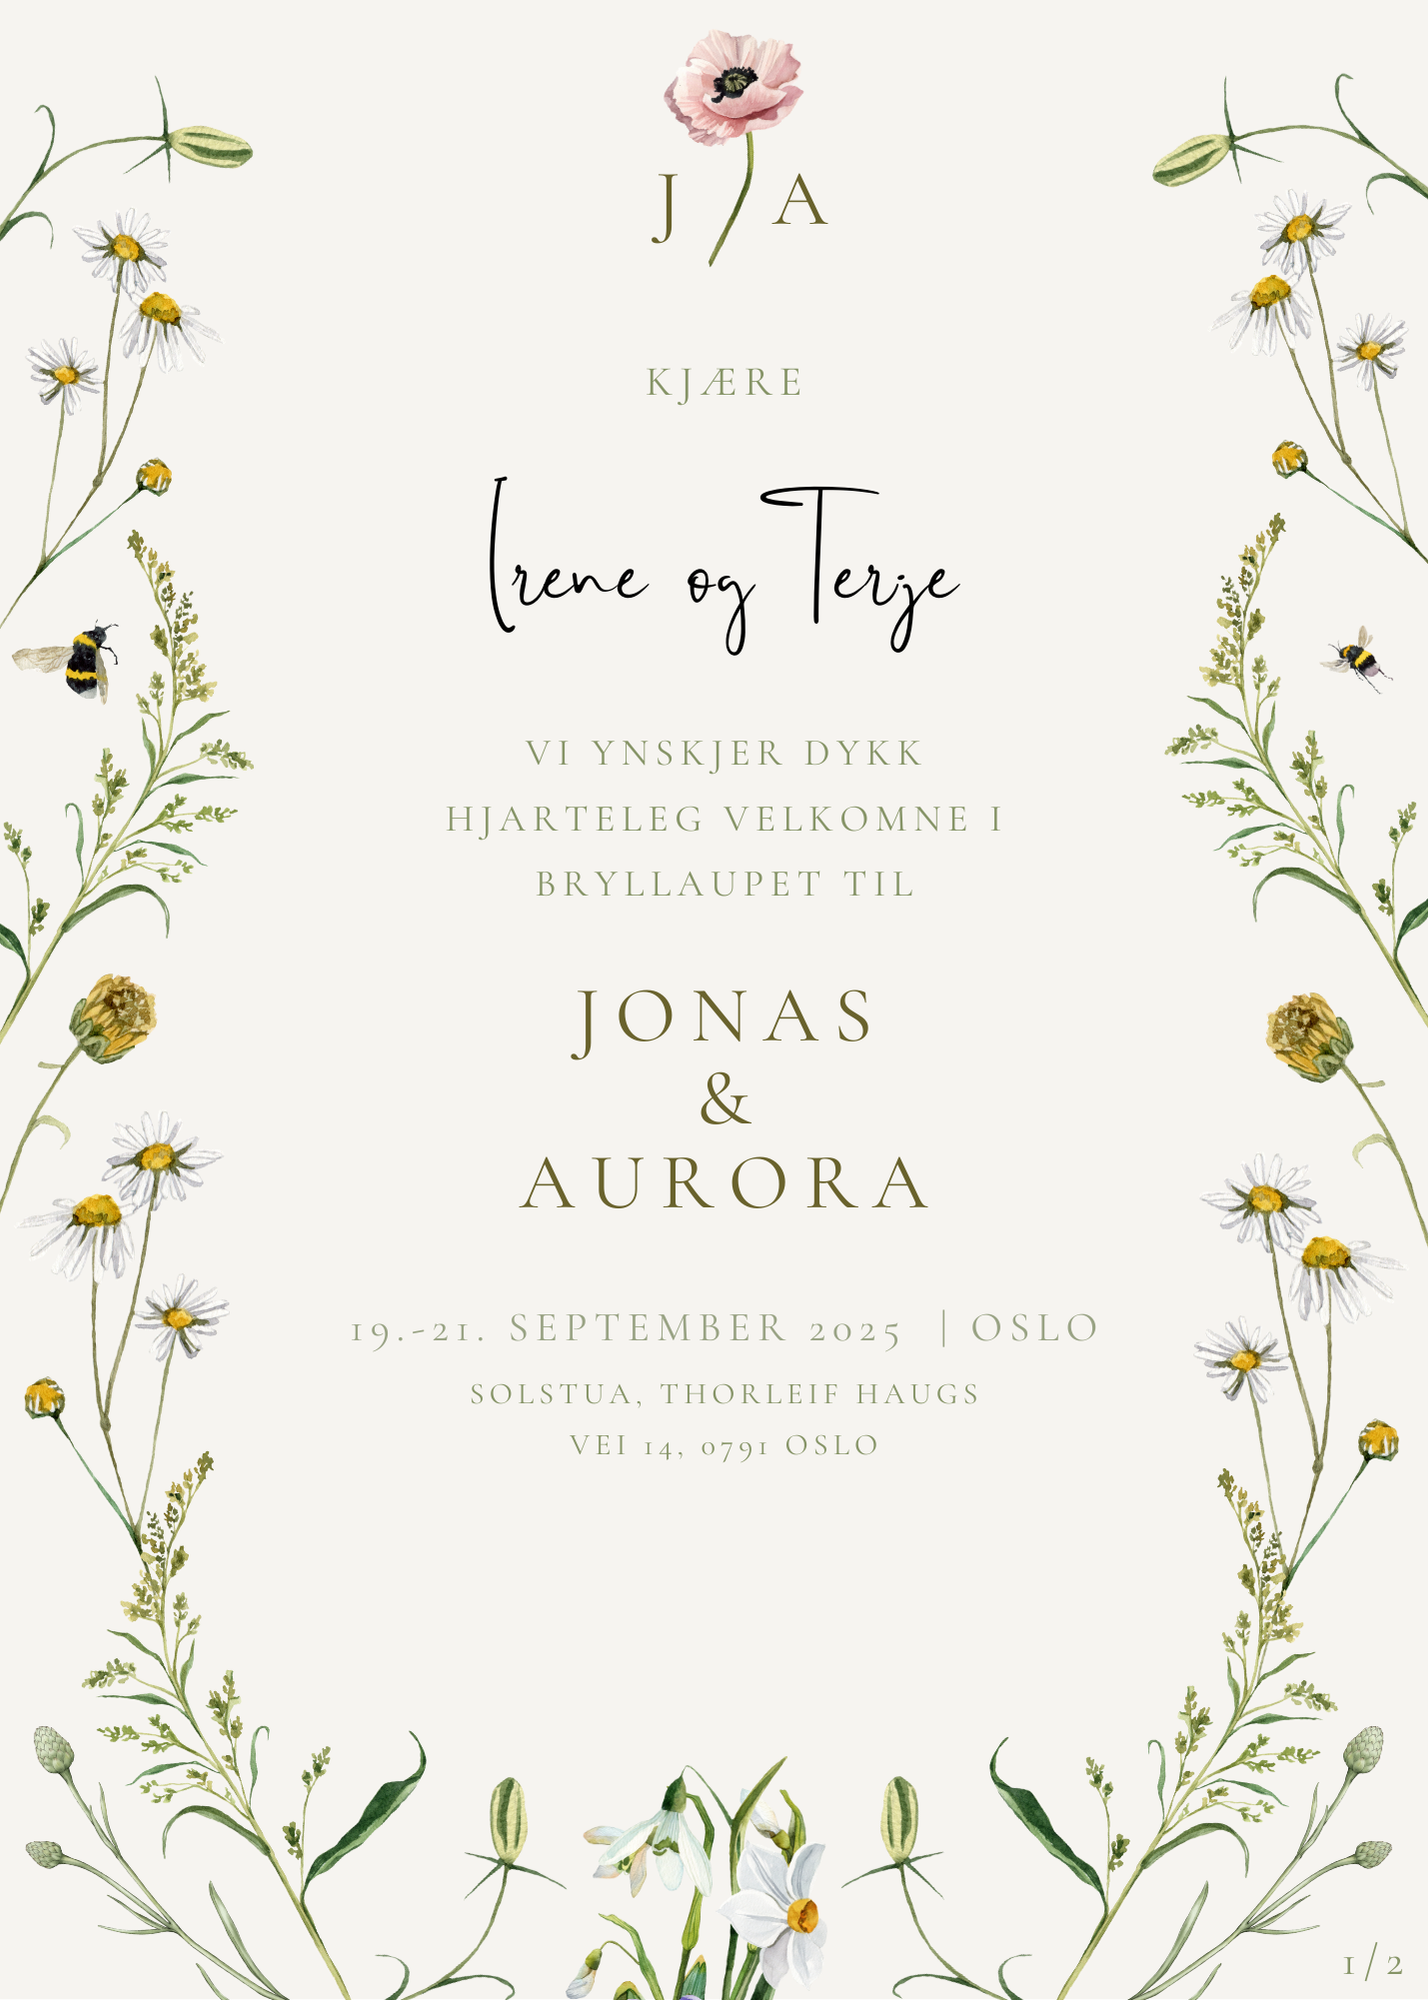 J A
KJÆRE
Irene og Terje
VI YNSKJER DYKK
HJARTELEG VELKOMNE I
BRYLLAUPET TIL
JONAS
&
AURORA
19.-21. SEPTEMBER 2025 | OSLO
SOLSTUA, THORLEIF HAUGS
VEI 14, 0791 OSLO
1/2